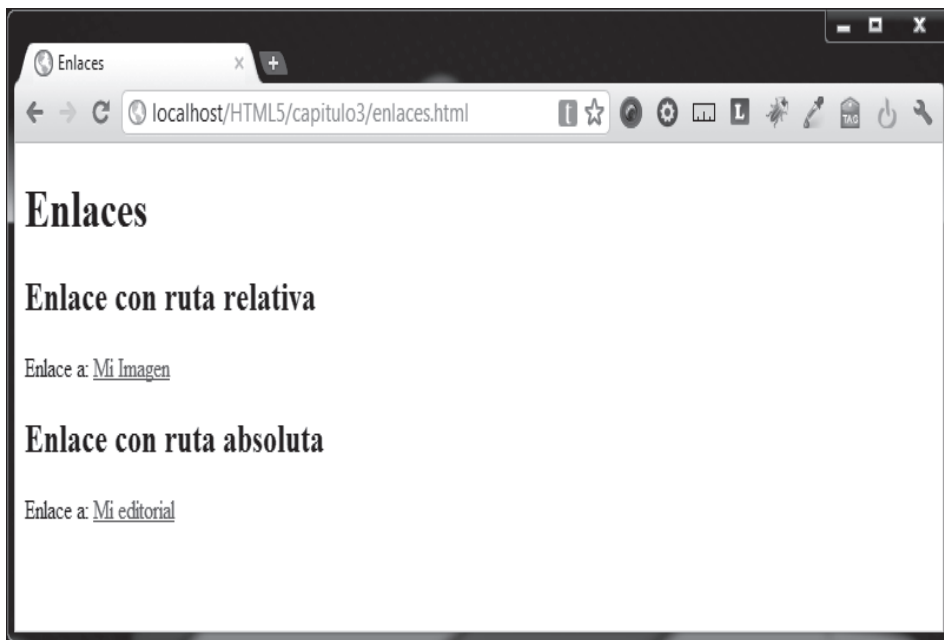 Enlaces
localhost/HTML5/capitulo3/enlaces.html
t
L
TAG
Enlaces
Enlace con ruta relativa
Enlace a: Mi Imagen
Enlace con ruta absoluta
Enlace a: Mi editorial